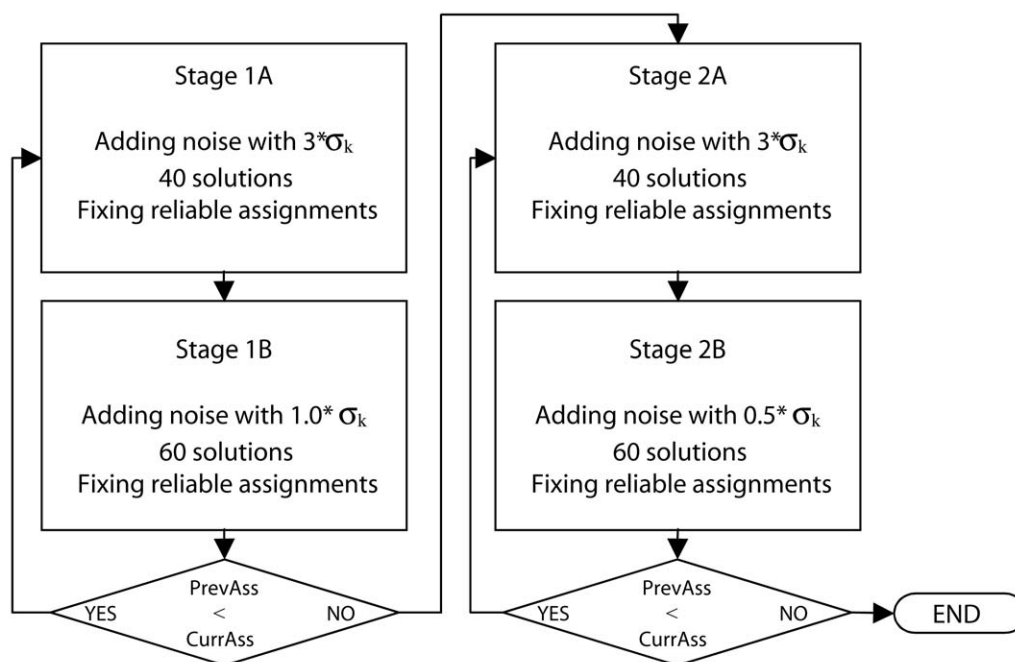 Stage 1A
Adding noise with 3*σk
40 solutions
Fixing reliable assignments
Stage 1B
Adding noise with 1.0* σk
60 solutions
Fixing reliable assignments
PrevAss
YES < NO
CurrAss
Stage 2A
Adding noise with 3*σk
40 solutions
Fixing reliable assignments
Stage 2B
Adding noise with 0.5* σk
60 solutions
Fixing reliable assignments
PrevAss
YES < NO
CurrAss
END